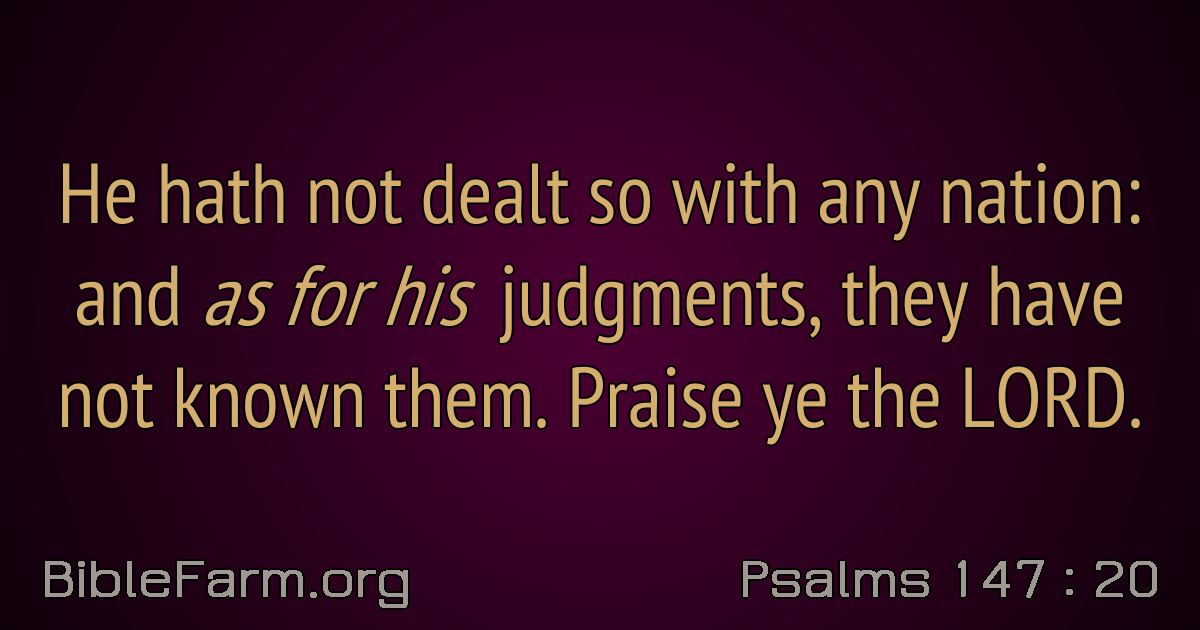 He hath not dealt so with any nation:
and as for his judgments, they have
not known them. Praise ye the LORD.
BibleFarm.org
Psalms 147 : 20